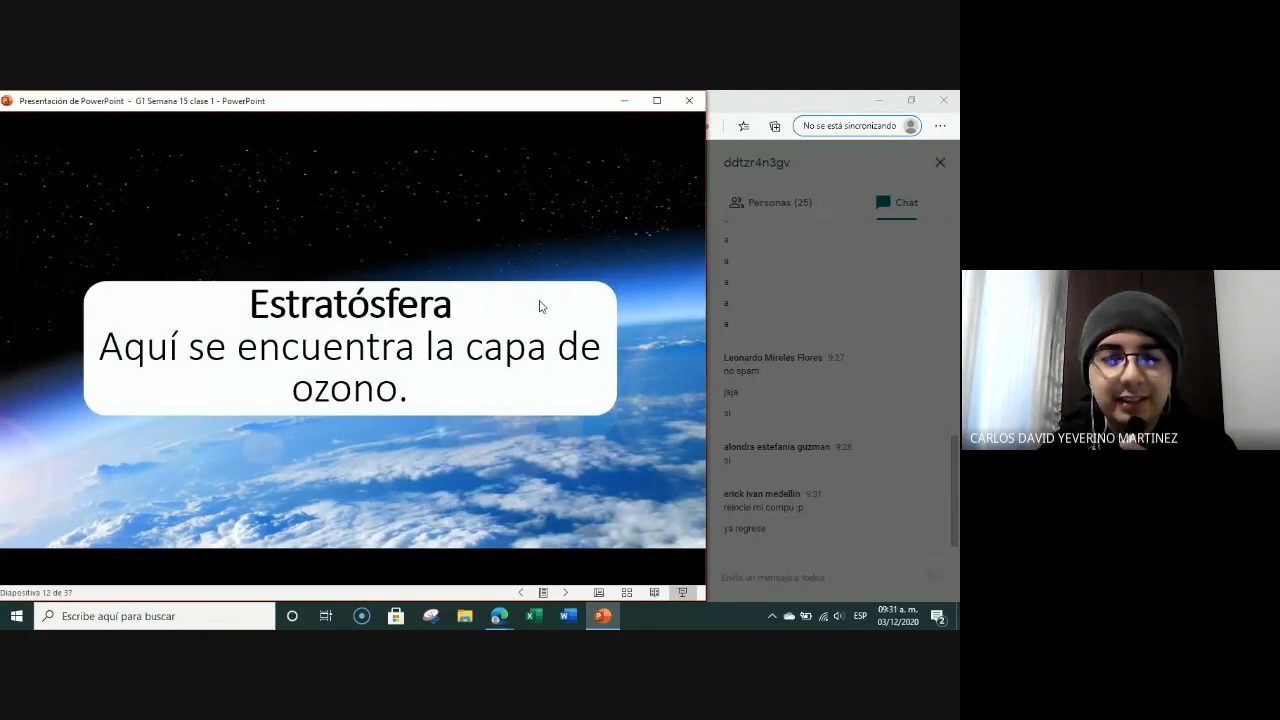 Presentación de PowerPoint - G1 Semana 15 clase 1 - PowerPoint
Estratósfera
Aquí se encuentra la capa de
ozono.
Diapositiva 12 de 37
No se está sincronizando
ddtzr4n3gv
Personas (25)
Chat
a
a
a
a
a
Leonardo Mireles Flores 9:27
no spam
jaja
si
alondra estefania guzman 9:28
si
erick ivan medellin 9:31
reincie mi compu :p
ya regrese
Envía un mensaje a todos
CARLOS DAVID YEVERINO MARTINEZ
Escribe aquí para buscar
ESP
09:31 a. m.
03/12/2020
2